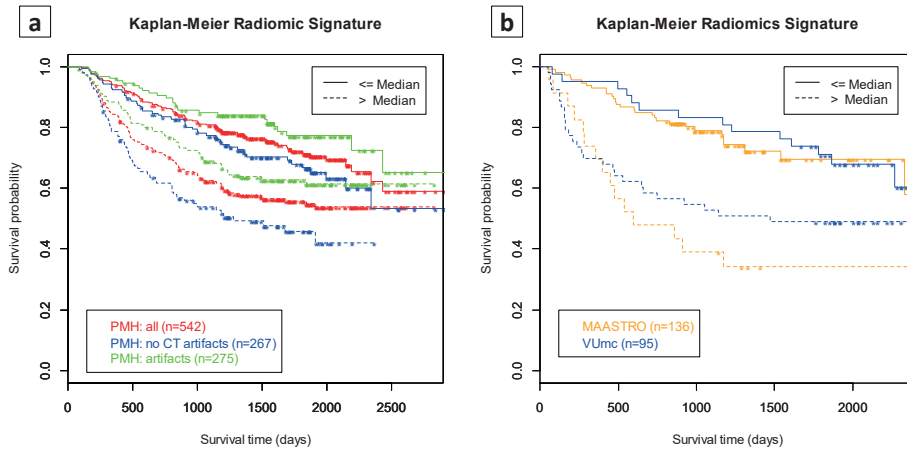 a
Kaplan-Meier Radiomic Signature
<= Median
> Median
Survival probability
1.0
0.8
0.6
0.4
0.2
0.0
PMH: all (n=542)
PMH: no CT artifacts (n=267)
PMH: artifacts (n=275)
0 500 1000 1500 2000 2500
Survival time (days)
b
Kaplan-Meier Radiomics Signature
<= Median
> Median
Survival probability
1.0
0.8
0.6
0.4
0.2
0.0
MAASTRO (n=136)
VUmc (n=95)
0 500 1000 1500 2000
Survival time (days)